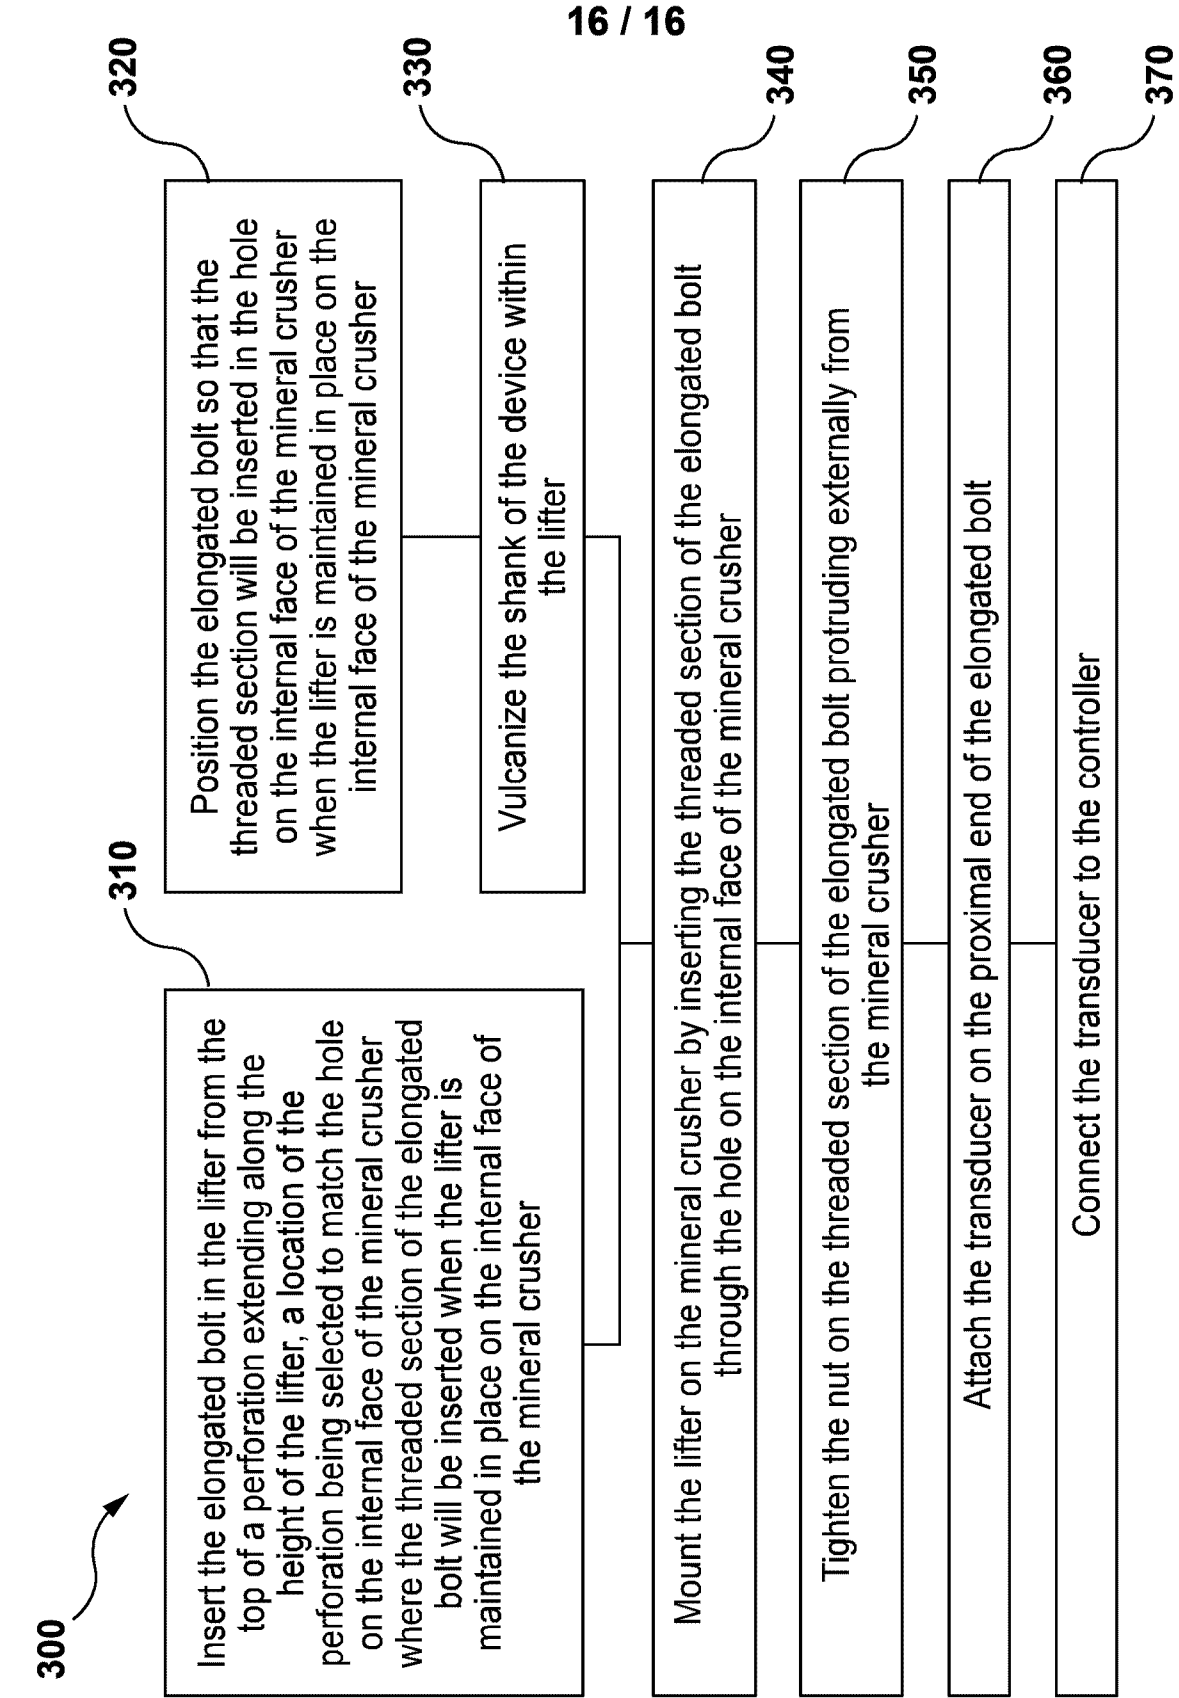 16 / 16
300
310
Insert the elongated bolt in the lifter from the
top of a perforation extending along the
height of the lifter, a location of the
perforation being selected to match the hole
on the internal face of the mineral crusher
where the threaded section of the elongated
bolt will be inserted when the lifter is
maintained in place on the internal face of
the mineral crusher
320
Position the elongated bolt so that the
threaded section will be inserted in the hole
on the internal face of the mineral crusher
when the lifter is maintained in place on the
internal face of the mineral crusher
330
Vulcanize the shank of the device within
the lifter
340
Mount the lifter on the mineral crusher by inserting the threaded section of the elongated bolt
through the hole on the internal face of the mineral crusher
350
Tighten the nut on the threaded section of the elongated bolt protruding externally from
the mineral crusher
360
Attach the transducer on the proximal end of the elongated bolt
370
Connect the transducer to the controller